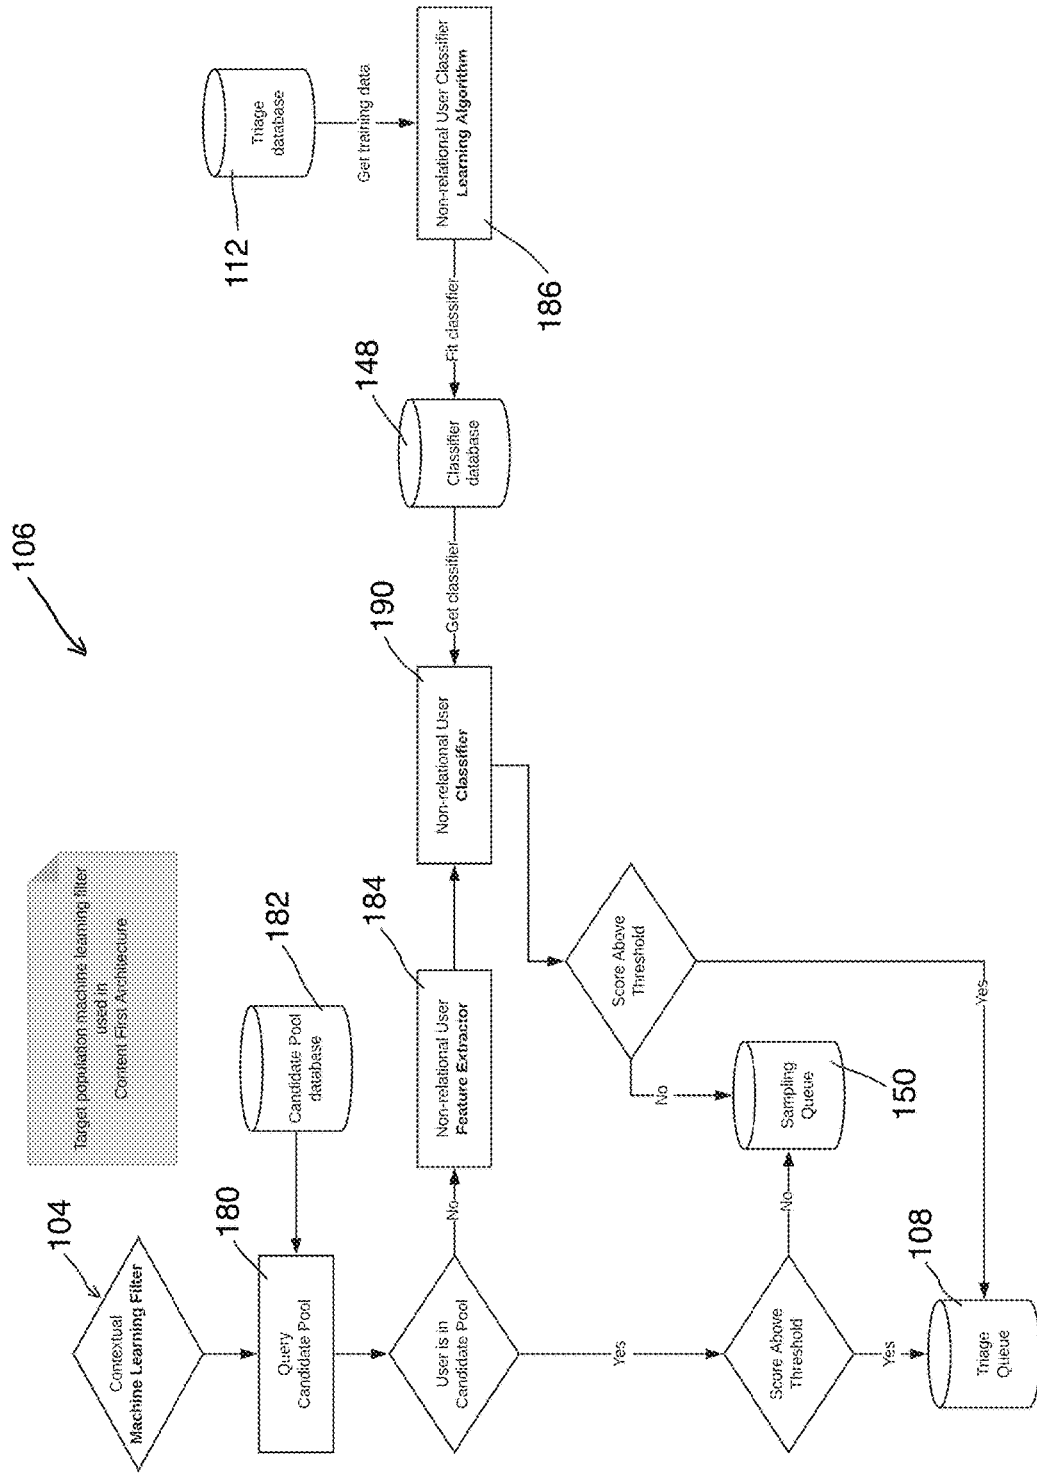 106
Target population machine learning filter
used in
Content First Architecture
104
Contextual
Machine Learning Filter
180
Query
Candidate Pool
182
Candidate Pool
database
User is in
Candidate Pool
No
Yes
184
Non-relational User
Feature Extractor
190
Non-relational User
Classifier
Get classifier
148
Classifier
database
Fit classifier
112
Triage
database
Get training data
Non-relational User Classifier
Learning Algorithm
186
Score Above
Threshold
No
Yes
Sampling
Queue
150
Score Above
Threshold
No
Yes
108
Triage
Queue